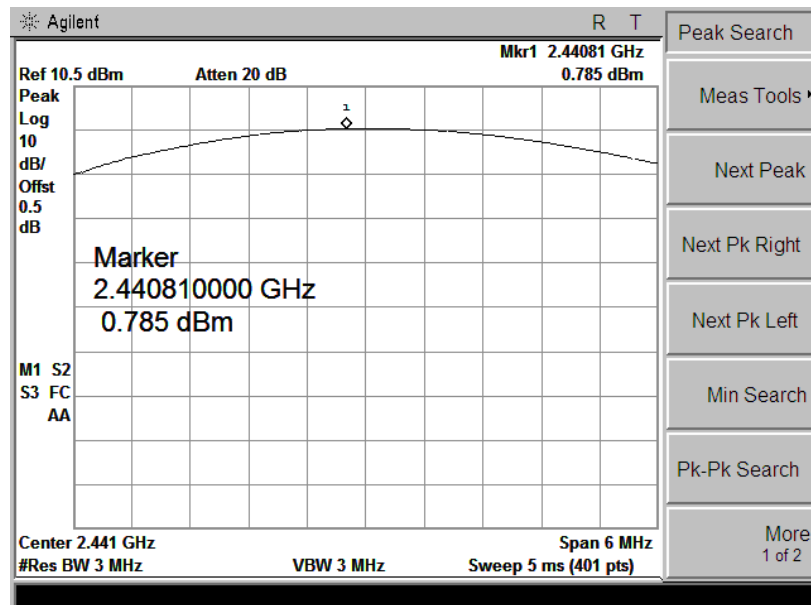 Agilent R T
Mkr1 2.44081 GHz
Ref 10.5 dBm Atten 20 dB 0.785 dBm
Peak
Log
10
dB/
Offst
0.5
dB
1
Marker
2.440810000 GHz
0.785 dBm
M1 S2
S3 FC
AA
Center 2.441 GHz Span 6 MHz
#Res BW 3 MHz VBW 3 MHz Sweep 5 ms (401 pts)
Peak Search
Meas Tools
Next Peak
Next Pk Right
Next Pk Left
Min Search
Pk-Pk Search
More
1 of 2